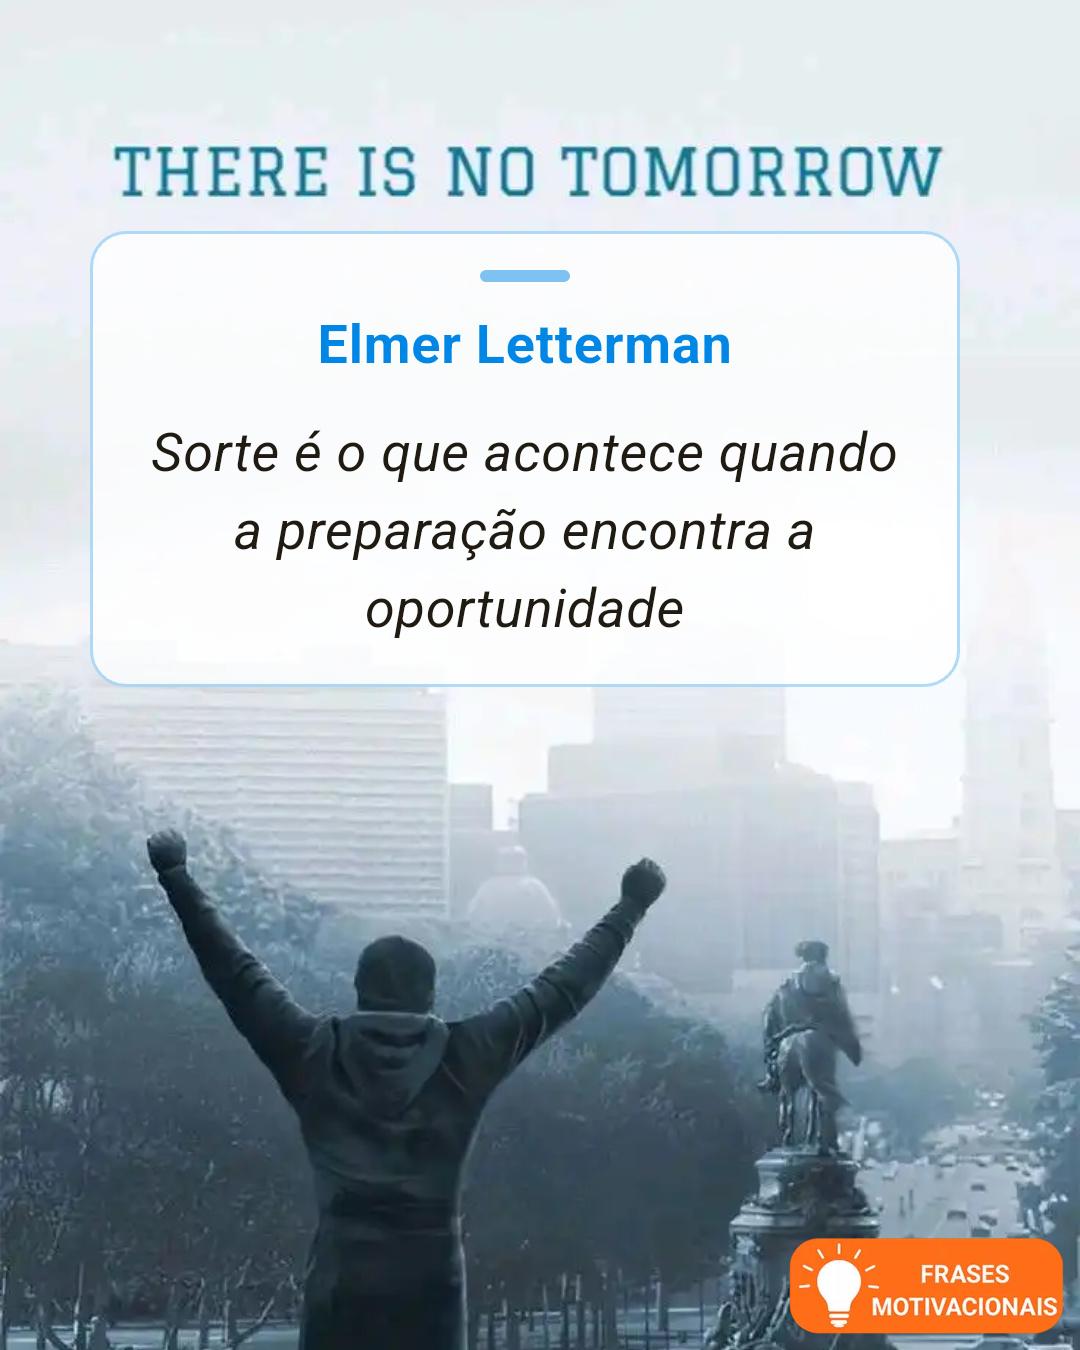 THERE IS NO TOMORROW
Elmer Letterman
Sorte é o que acontece quando
a preparação encontra a
oportunidade
FRASES
MOTIVACIONAIS